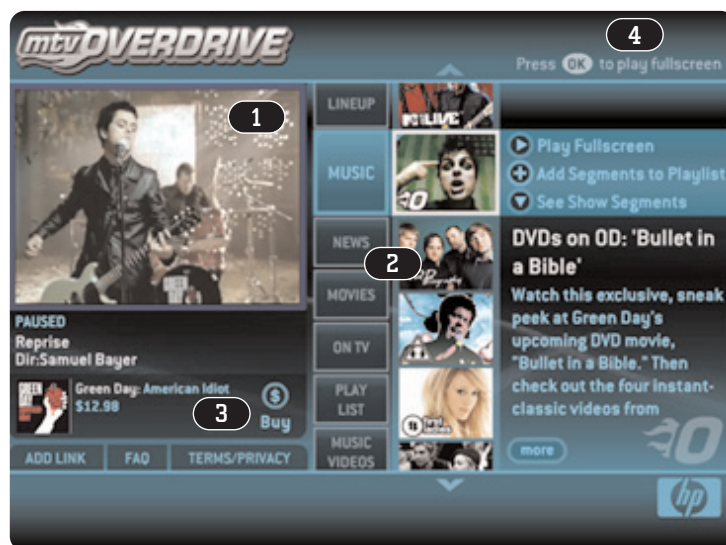 mtv OVERDRIVE
4
Press OK to play fullscreen
1
PAUSED
Reprise
Dir:Samuel Bayer
GREEN DAY
Green Day: American Idiot
$12.98
3
$
Buy
ADD LINK
FAQ
TERMS/PRIVACY
LINEUP
MUSIC
NEWS
2
MOVIES
ON TV
PLAY
LIST
MUSIC
VIDEOS
LIVE
Play Fullscreen
Add Segments to Playlist
See Show Segments
DVDs on OD: 'Bullet in
a Bible'
Watch this exclusive, sneak
peek at Green Day's
upcoming DVD movie,
"Bullet in a Bible." Then
check out the four instant-
classic videos from
more
O
hp